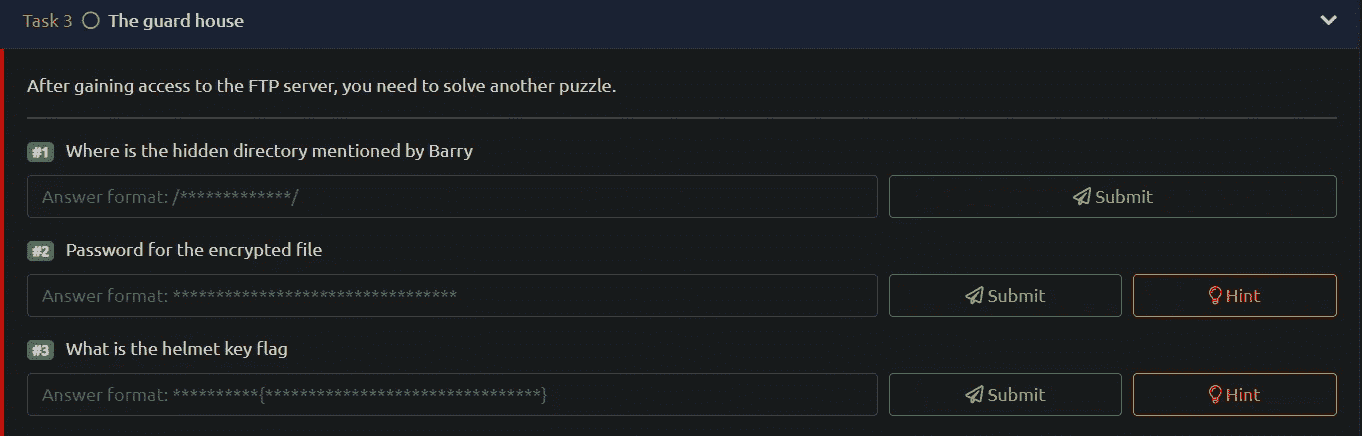 Task 3 The guard house
After gaining access to the FTP server, you need to solve another puzzle.
#1 Where is the hidden directory mentioned by Barry
Answer format: /*************/ Submit
#2 Password for the encrypted file
Answer format: ********************************* Submit Hint
#3 What is the helmet key flag
Answer format: **********{********************************} Submit Hint